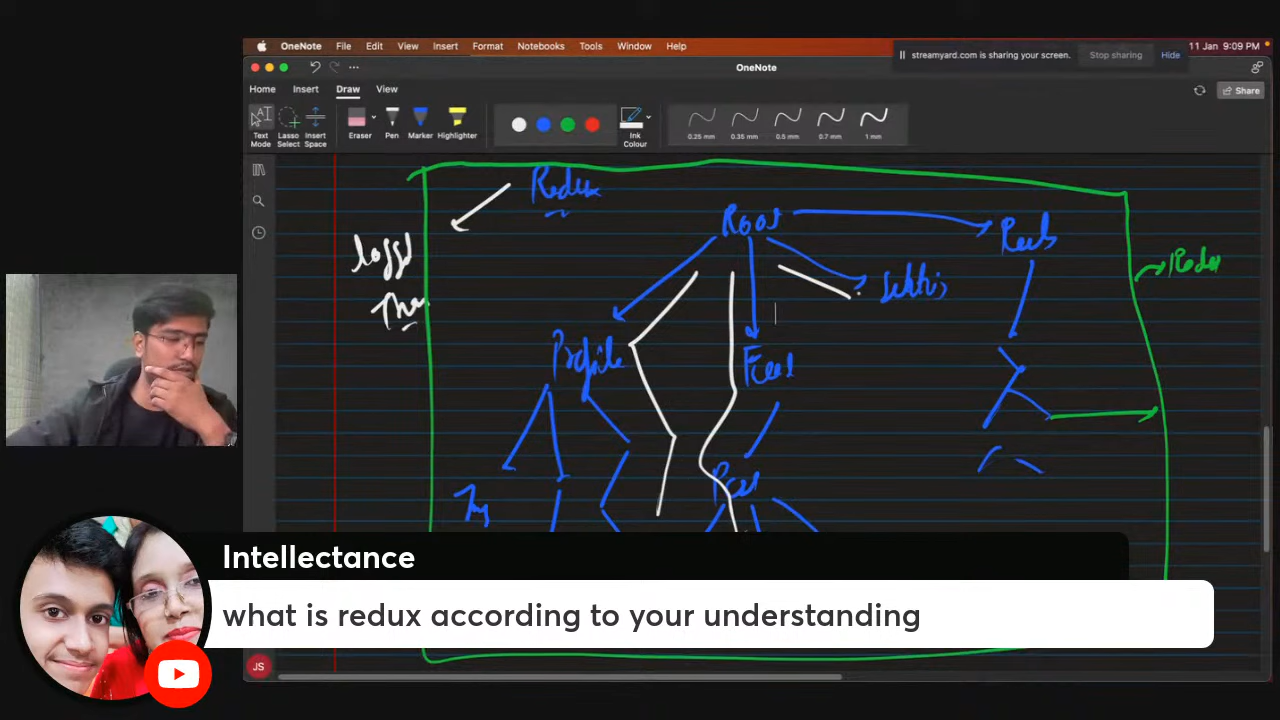 OneNote File Edit View Insert Format Notebooks Tools Window Help
streamyard.com is sharing your screen. Stop sharing Hide
11 Jan 9:09 PM
OneNote
Home Insert Draw View
Share
Text Mode
Lasso Select
Insert Space
Eraser
Pen
Marker
Highlighter
Ink Colour
0.25 mm 0.35 mm 0.5 mm 0.7 mm 1 mm
Redux
Root
Reels
Profile
Feed
JS
Intellectance
what is redux according to your understanding